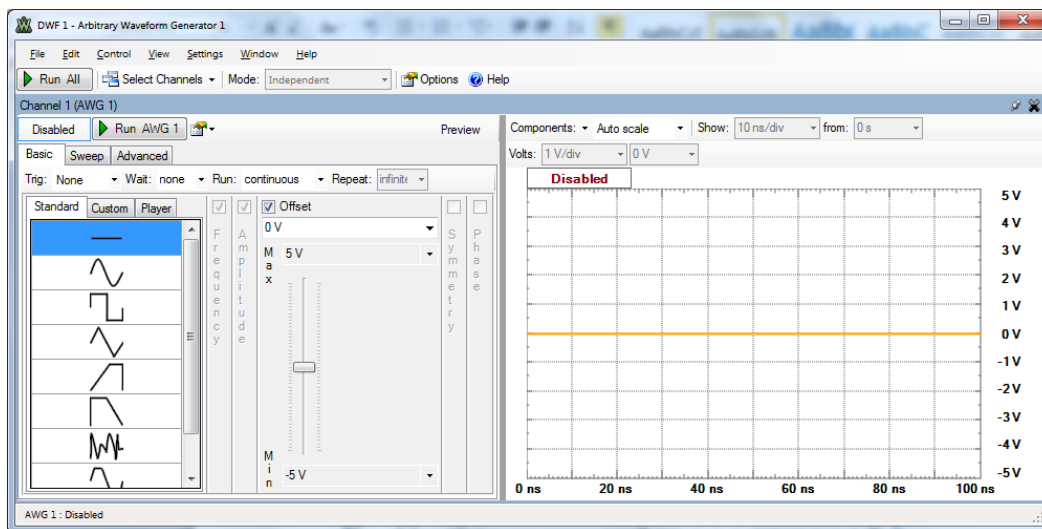 DWF 1 - Arbitrary Waveform Generator 1
File Edit Control View Settings Window Help
Run All Select Channels Mode: Independent Options Help
Channel 1 (AWG 1)
Disabled Run AWG 1 Preview
Basic Sweep Advanced
Trig: None Wait: none Run: continuous Repeat: infinite
Standard Custom Player
Frequency
Amplitude
Offset
0 V
Max 5 V
Min -5 V
Symmetry
Phase
Components: Auto scale Show: 10 ns/div from: 0 s
Volts: 1 V/div 0 V
Disabled
5 V
4 V
3 V
2 V
1 V
0 V
-1 V
-2 V
-3 V
-4 V
-5 V
0 ns 20 ns 40 ns 60 ns 80 ns 100 ns
AWG 1 : Disabled